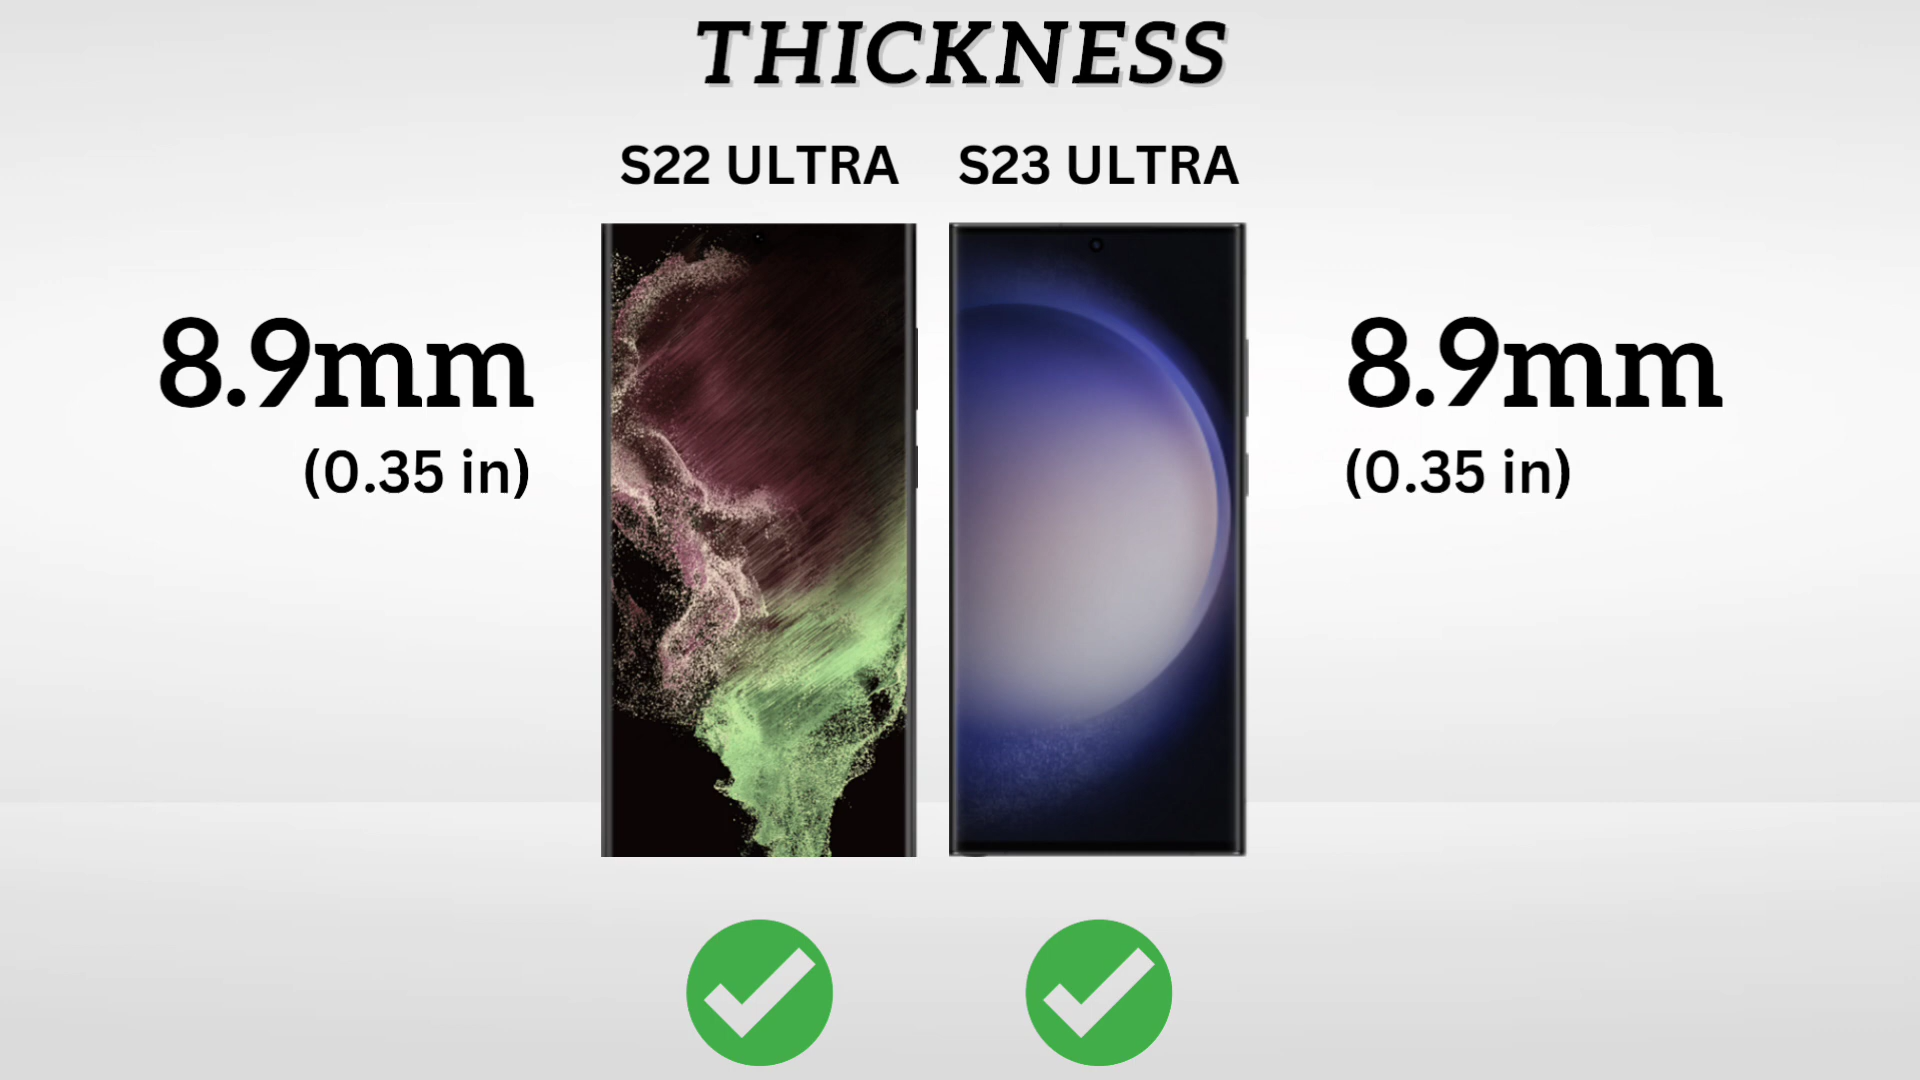 THICKNESS
S22 ULTRA
S23 ULTRA
8.9mm
(0.35 in)
8.9mm
(0.35 in)